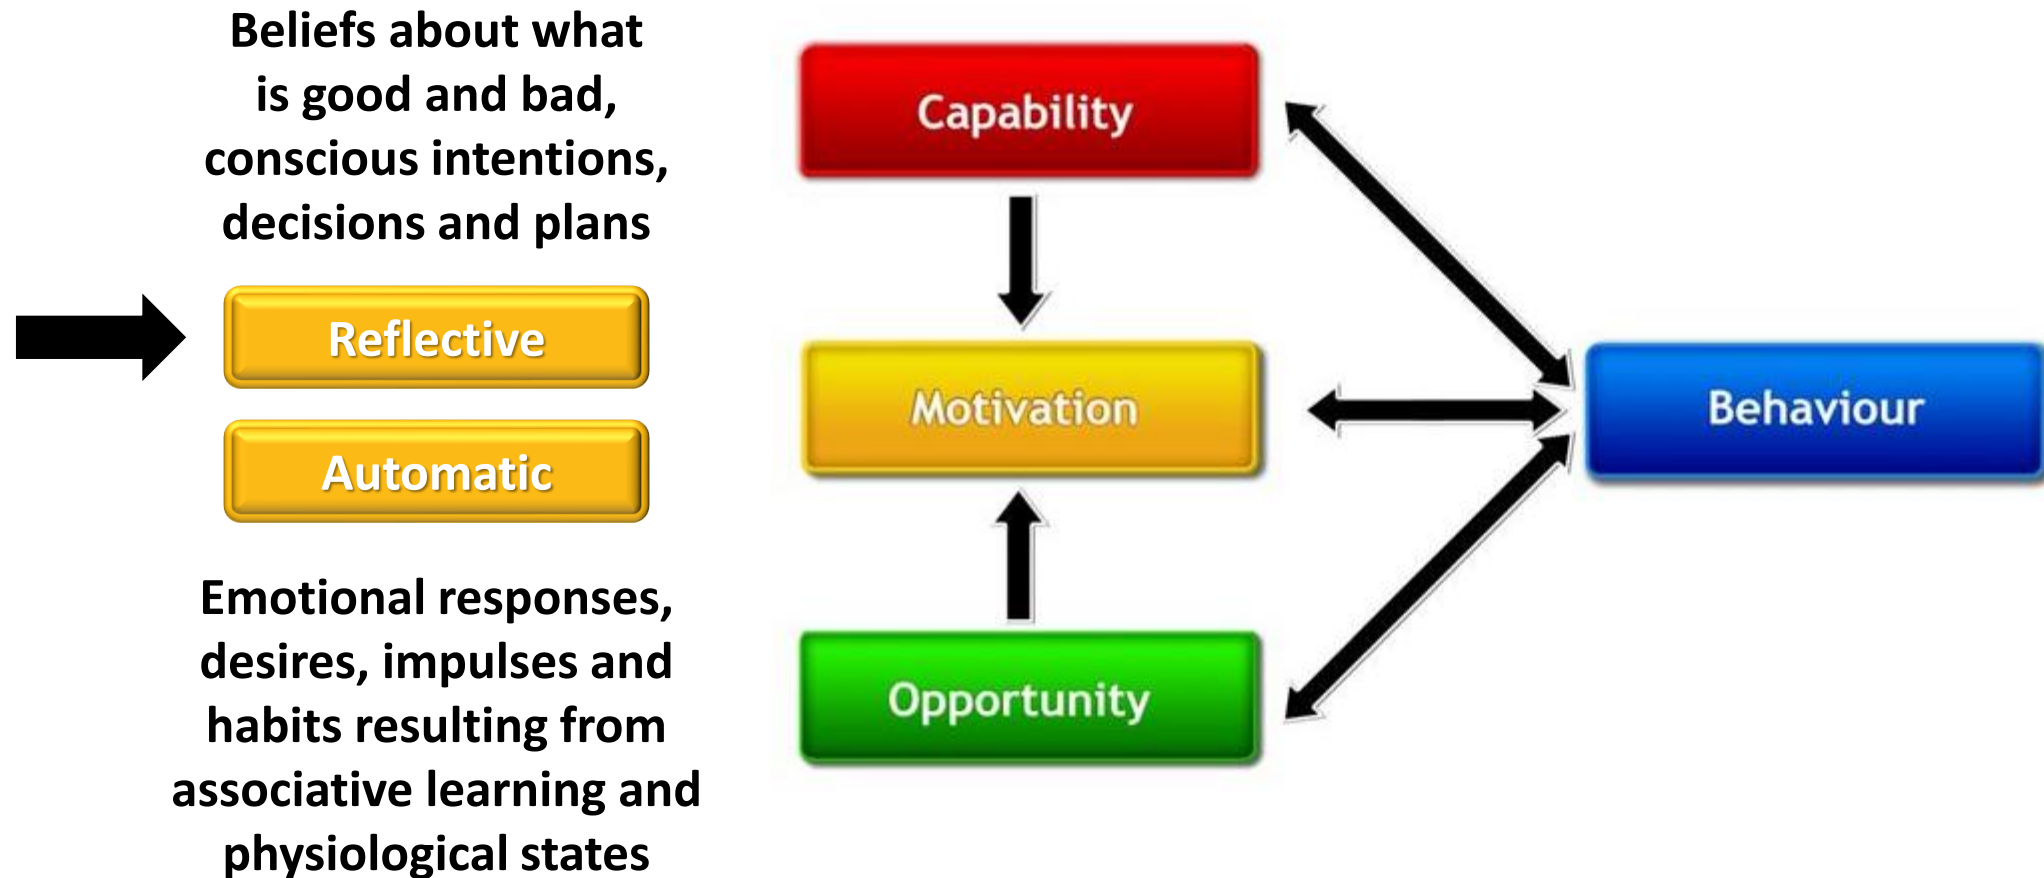 Beliefs about what
is good and bad,
conscious intentions,
decisions and plans
Reflective
Automatic
Emotional responses,
desires, impulses and
habits resulting from
associative learning and
physiological states
Capability
Motivation
Opportunity
Behaviour